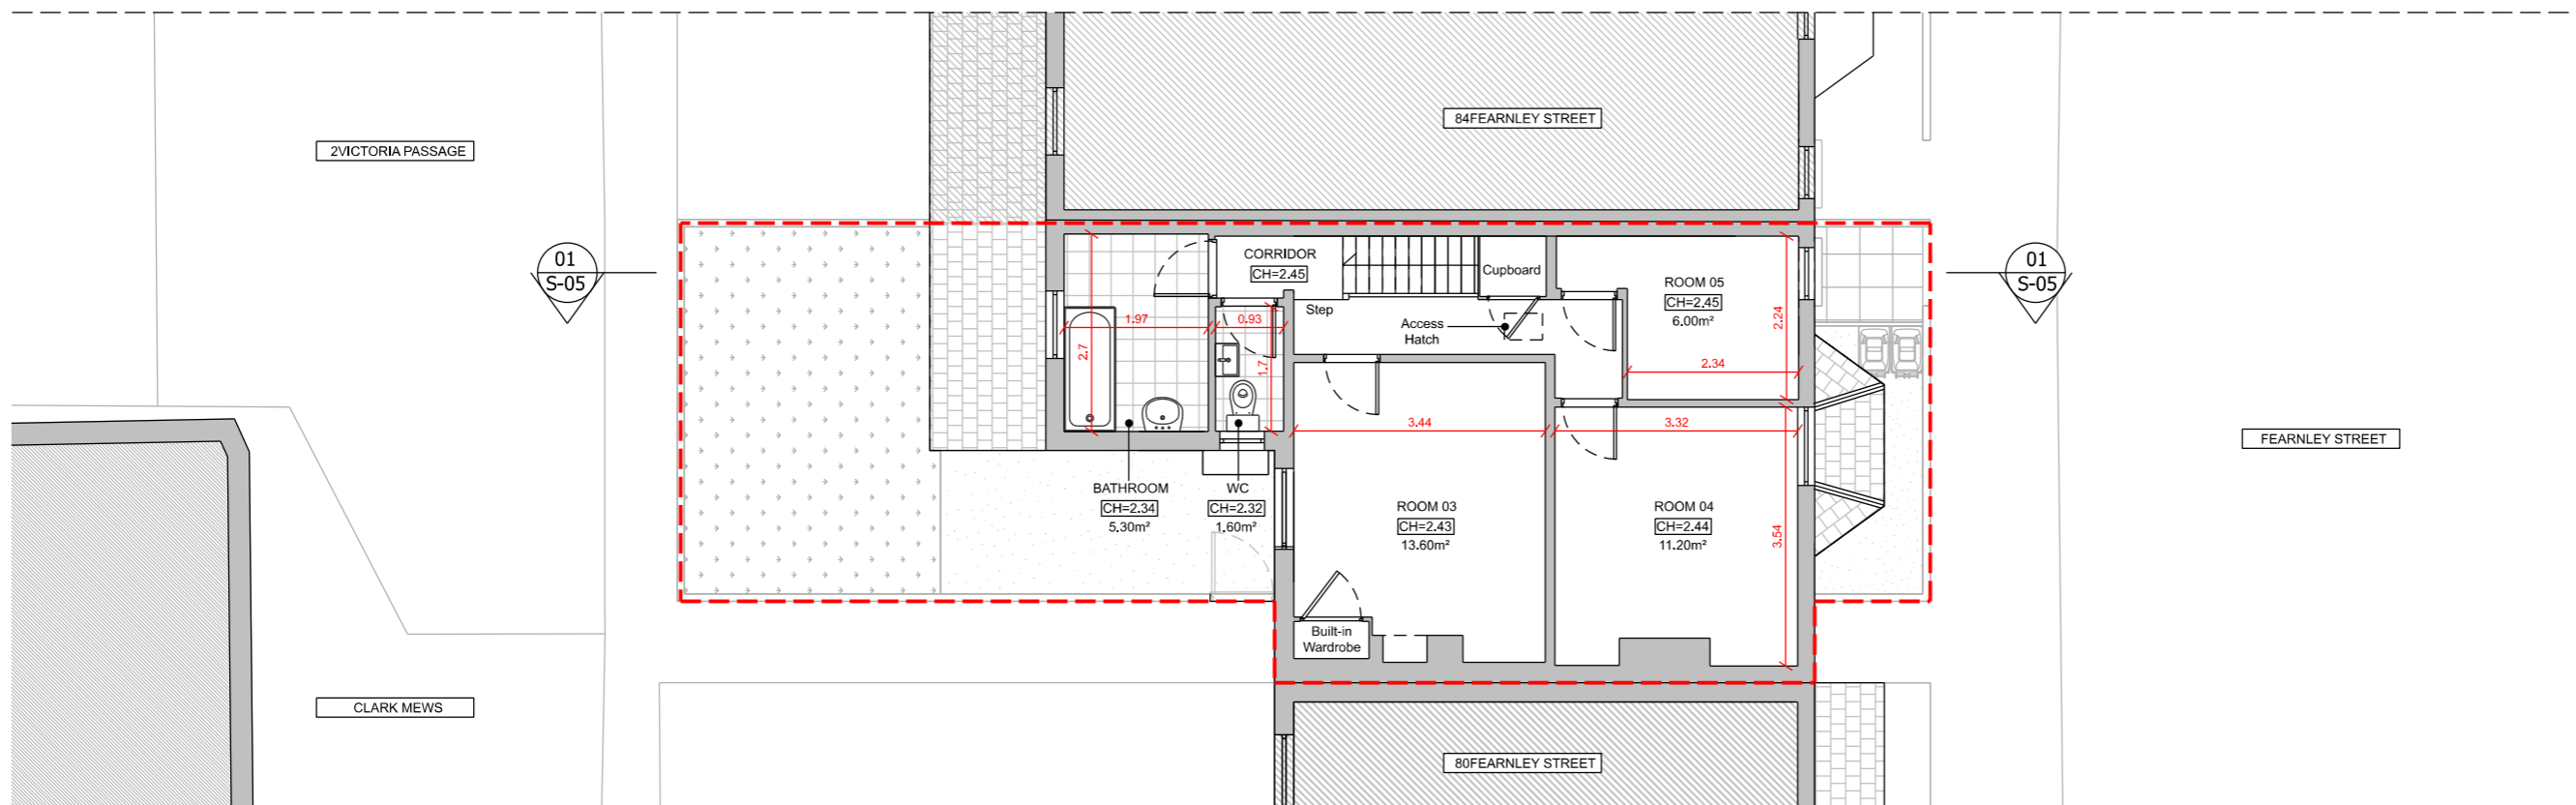 84FEARNLEY STREET
2VICTORIA PASSAGE
01
S-05
CORRIDOR
CH=2.45
Cupboard
ROOM 05
CH=2.45
6.00m²
2.24
01
S-05
Step
1.97
0.93
Access
Hatch
2.7
1.7
2.34
3.44
3.32
FEARNLEY STREET
BATHROOM
CH=2.34
5.30m²
WC
CH=2.32
1.60m²
ROOM 03
CH=2.43
13.60m²
ROOM 04
CH=2.44
11.20m²
3.54
Built-in
Wardrobe
CLARK MEWS
80FEARNLEY STREET